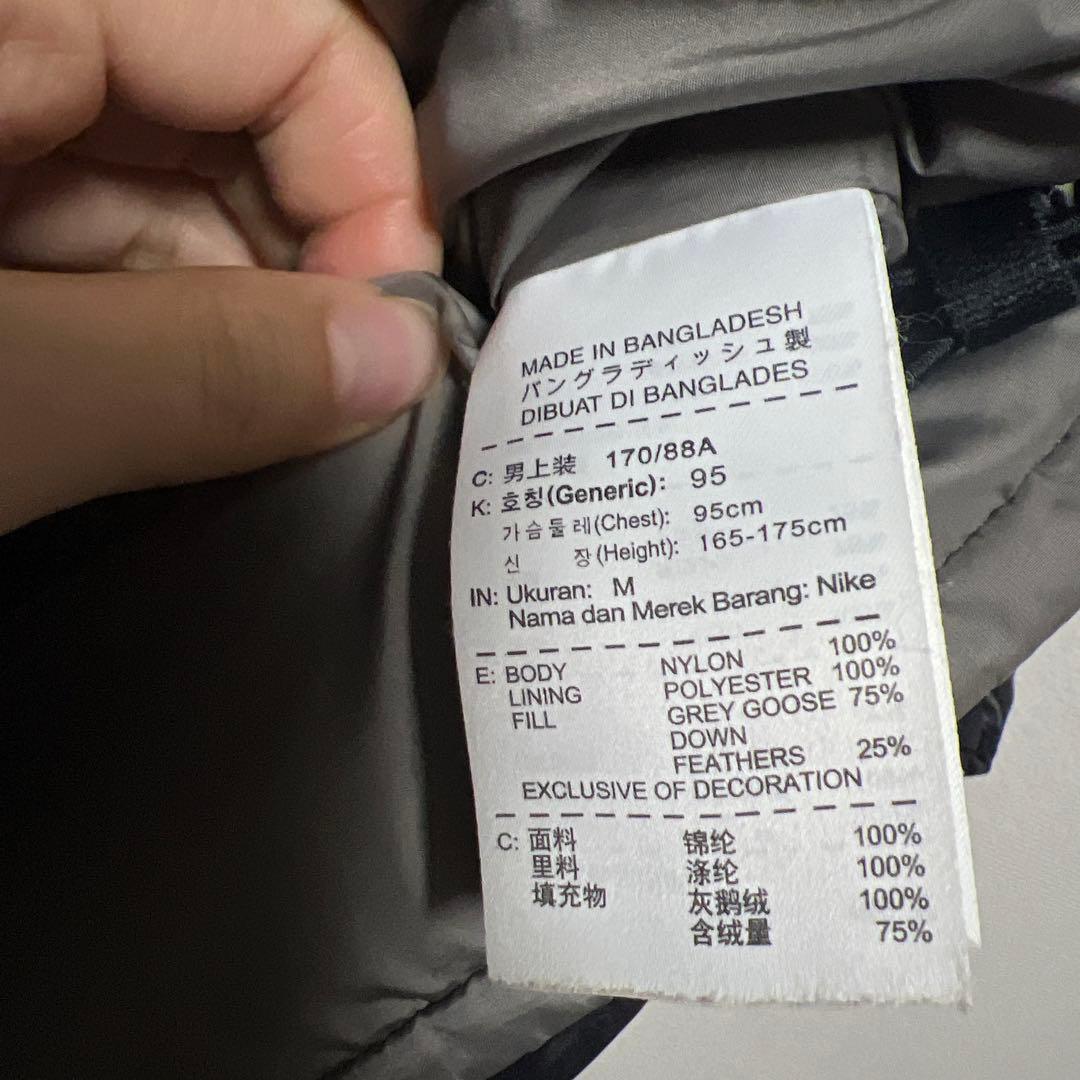 MADE IN BANGLADESH
バングラディッシュ製
DIBUAT DI BANGLADES
C: 男上装 170/88A
K: 호칭(Generic): 95
가슴둘레(Chest): 95cm
신 장(Height): 165-175cm
IN: Ukuran: M
Nama dan Merek Barang: Nike
E: BODY NYLON 100%
LINING POLYESTER 100%
FILL GREY GOOSE 75%
DOWN
FEATHERS 25%
EXCLUSIVE OF DECORATION
C: 面料 锦纶 100%
里料 涤纶 100%
填充物 灰鹅绒 100%
含绒量 75%